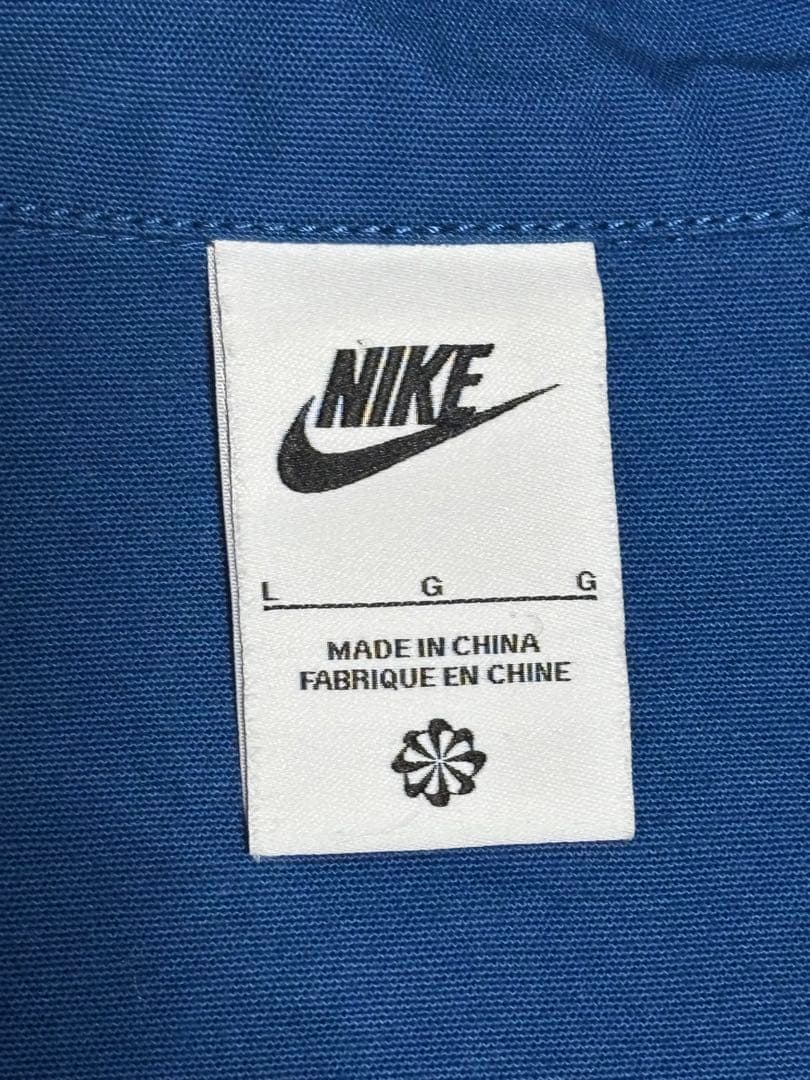 NIKE
L G G
MADE IN CHINA
FABRIQUE EN CHINE